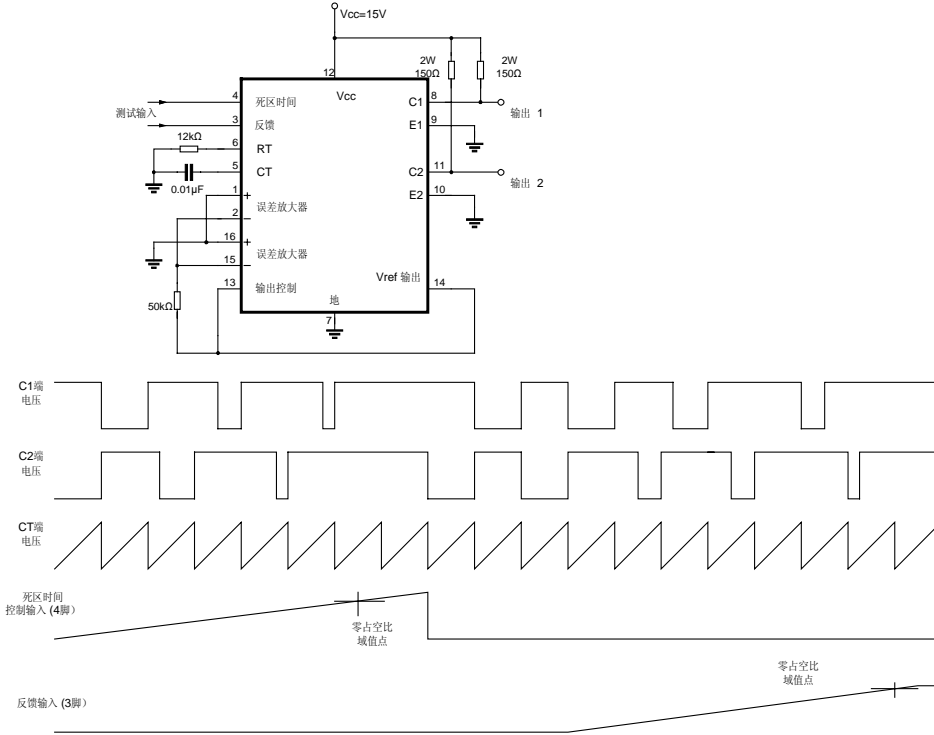 Vcc=15V
2W
150Ω
2W
150Ω
12
Vcc
4
死区时间
C1
8
输出 1
测试输入
3
反馈
E1
9
12kΩ
6
RT
5
CT
C2
11
输出 2
0.01μF
1
+
E2
10
误差放大器
2
−
16
+
误差放大器
15
−
Vref 输出
14
13
输出控制
50kΩ
地
7
C1端
电压
C2端
电压
CT端
电压
死区时间
控制输入 (4脚)
零占空比
域值点
零占空比
域值点
反馈输入 (3脚)